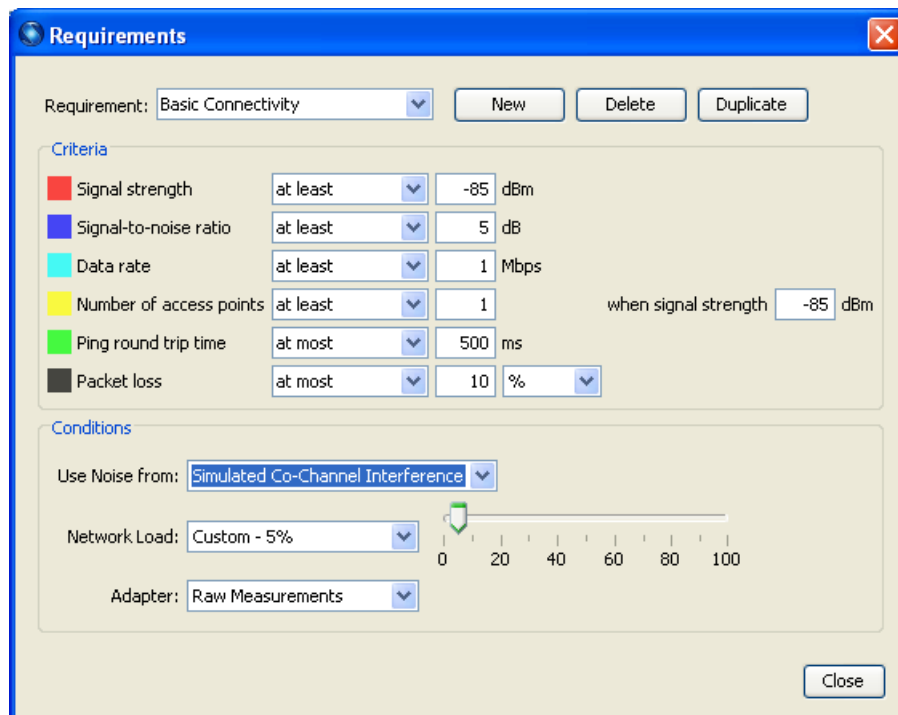 Requirements
Requirement: Basic Connectivity New Delete Duplicate
Criteria
Signal strength at least -85 dBm
Signal-to-noise ratio at least 5 dB
Data rate at least 1 Mbps
Number of access points at least 1 when signal strength -85 dBm
Ping round trip time at most 500 ms
Packet loss at most 10 %
Conditions
Use Noise from: Simulated Co-Channel Interference
Network Load: Custom - 5%
0 20 40 60 80 100
Adapter: Raw Measurements
Close